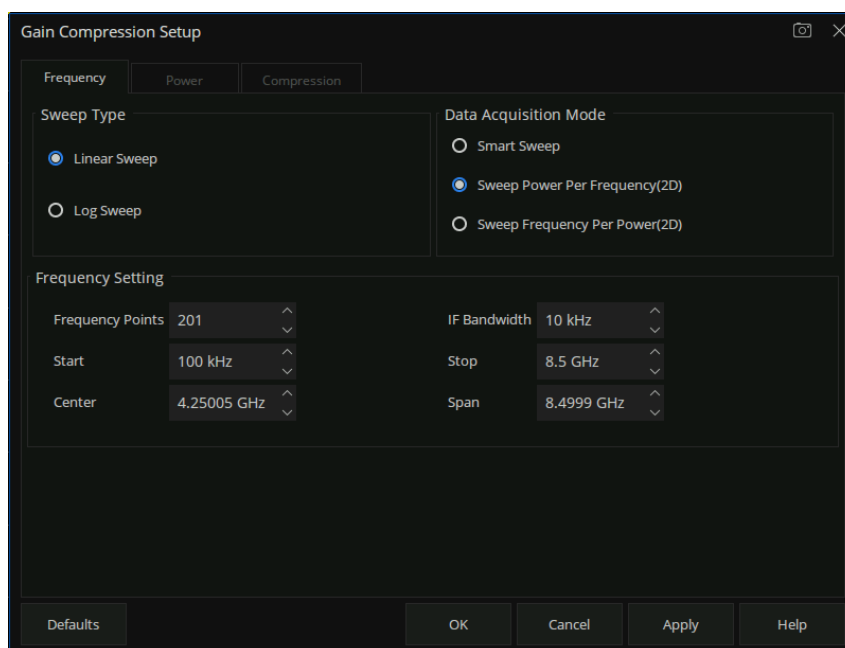 Gain Compression Setup
Frequency
Power
Compression
Sweep Type
Linear Sweep
Log Sweep
Data Acquisition Mode
Smart Sweep
Sweep Power Per Frequency(2D)
Sweep Frequency Per Power(2D)
Frequency Setting
Frequency Points 201
IF Bandwidth 10 kHz
Start 100 kHz
Stop 8.5 GHz
Center 4.25005 GHz
Span 8.4999 GHz
Defaults
OK
Cancel
Apply
Help